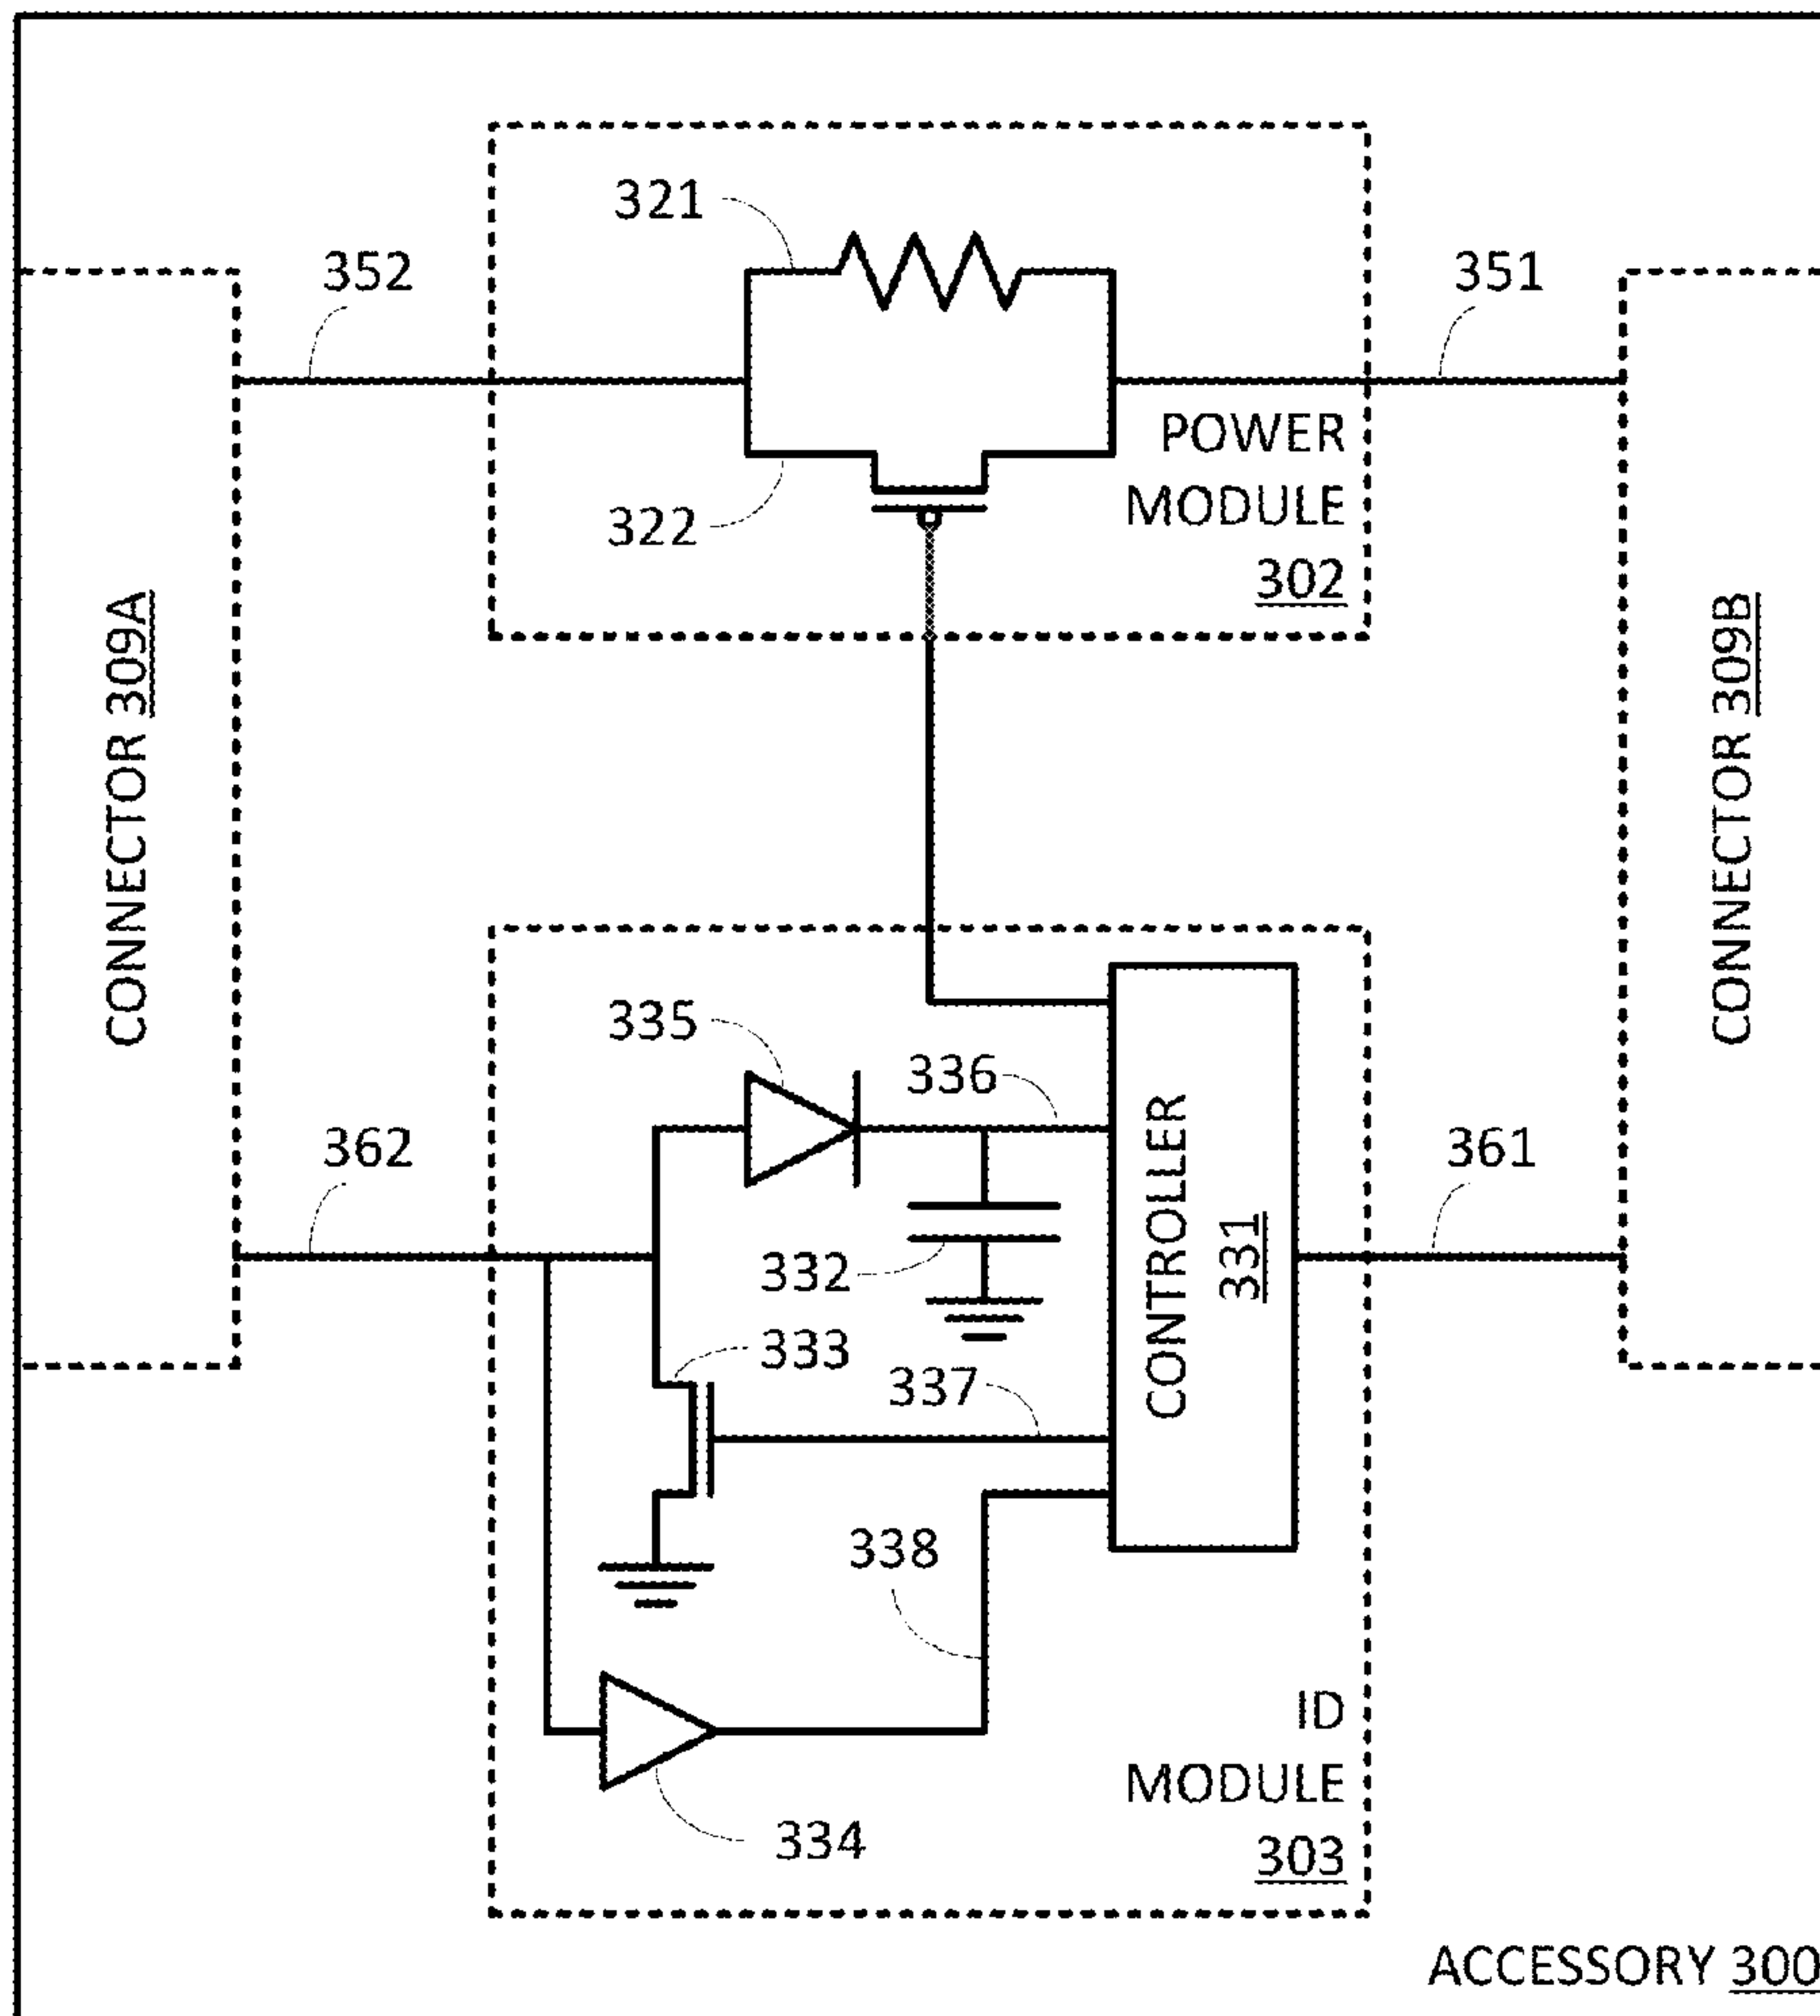 321
352
351
POWER
MODULE
302
322
CONNECTOR 309A
CONNECTOR 309B
335
336
362
361
CONTROLLER
331
332
333
337
338
ID
MODULE
303
334
ACCESSORY 300